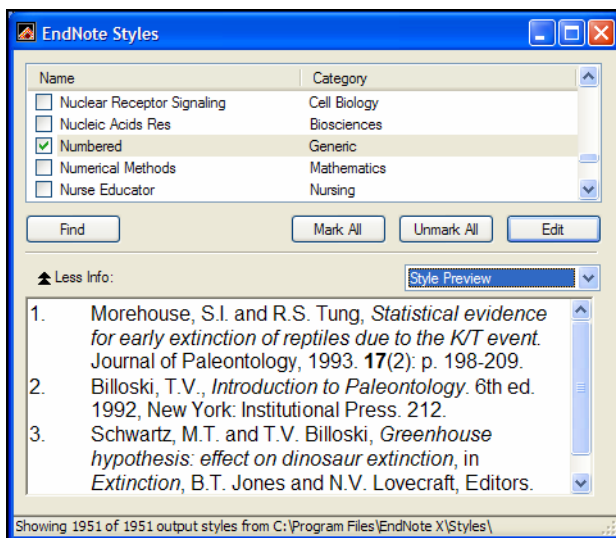 EndNote Styles
Name Category
Nuclear Receptor Signaling Cell Biology
Nucleic Acids Res Biosciences
Numbered Generic
Numerical Methods Mathematics
Nurse Educator Nursing
Find Mark All Unmark All Edit
Less Info: Style Preview
1. Morehouse, S.I. and R.S. Tung, Statistical evidence
for early extinction of reptiles due to the K/T event.
Journal of Paleontology, 1993. 17(2): p. 198-209.
2. Billoski, T.V., Introduction to Paleontology. 6th ed.
1992, New York: Institutional Press. 212.
3. Schwartz, M.T. and T.V. Billoski, Greenhouse
hypothesis: effect on dinosaur extinction, in
Extinction, B.T. Jones and N.V. Lovecraft, Editors.
Showing 1951 of 1951 output styles from C:\Program Files\EndNote X\Styles\